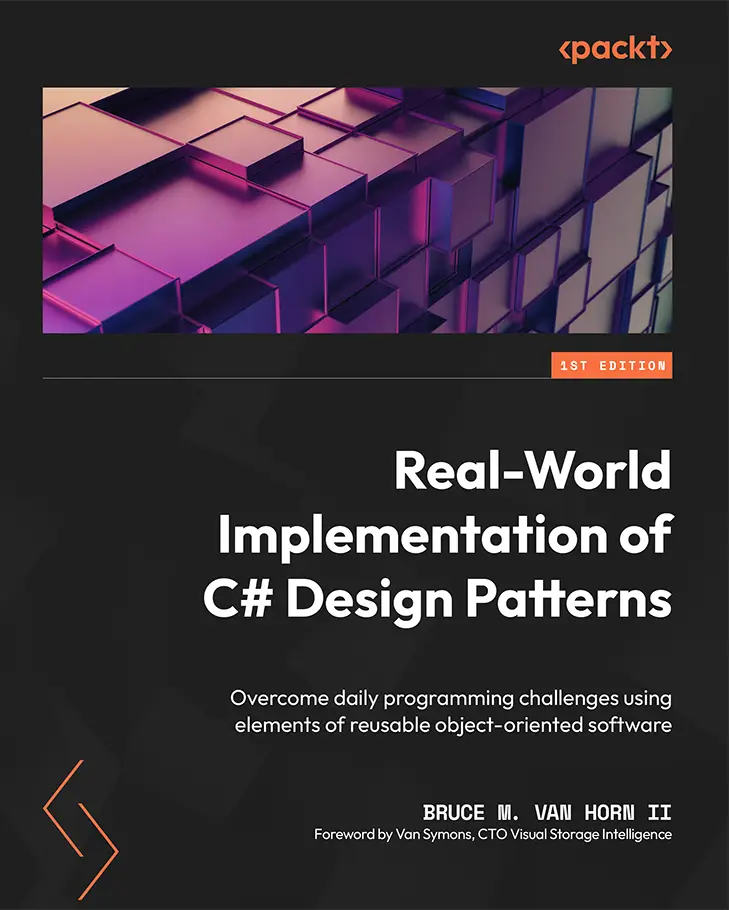 <packt>
1ST EDITION
Real-World
Implementation of
C# Design Patterns
Overcome daily programming challenges using
elements of reusable object-oriented software
BRUCE M. VAN HORN II
Foreword by Van Symons, CTO Visual Storage Intelligence